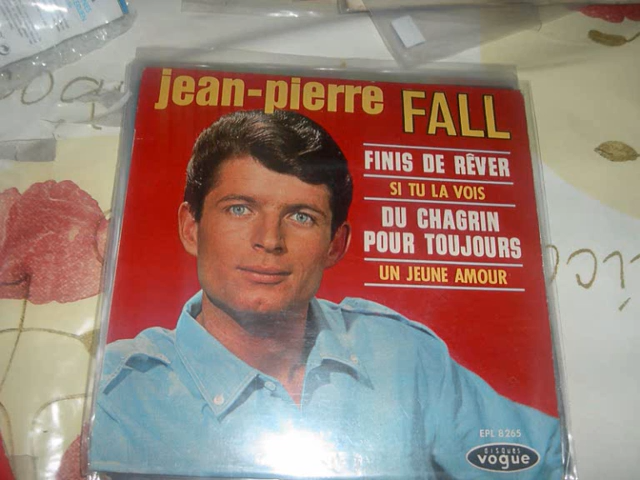 jean-pierre FALL
FINIS DE RÊVER
SI TU LA VOIS
DU CHAGRIN
POUR TOUJOURS
UN JEUNE AMOUR
EPL 8265
DISQUES
vogue